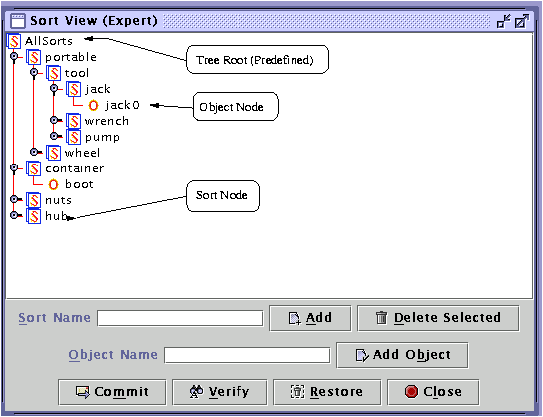 Sort View (Expert)
S AllSorts
S portable
S tool
S jack
O jack0
S wrench
S pump
S wheel
S container
O boot
S nuts
S hub
Tree Root (Predefined)
Object Node
Sort Node
Sort Name
Add
Delete Selected
Object Name
Add Object
Commit
Verify
Restore
Close